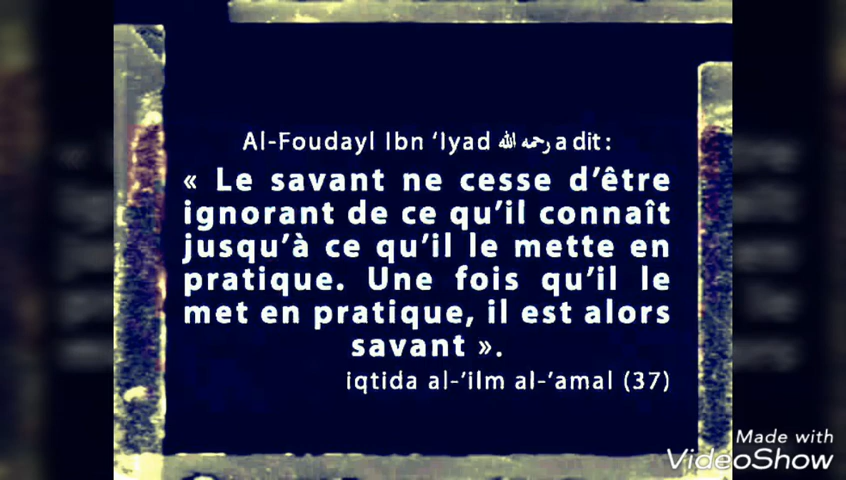 Al-Foudayl Ibn ‘Iyad رحمه الله a dit :
« Le savant ne cesse d’être
ignorant de ce qu’il connaît
jusqu’à ce qu’il le mette en
pratique. Une fois qu’il le
met en pratique, il est alors
savant ».
iqtida al-’ilm al-’amal (37)
Made with
VideoShow